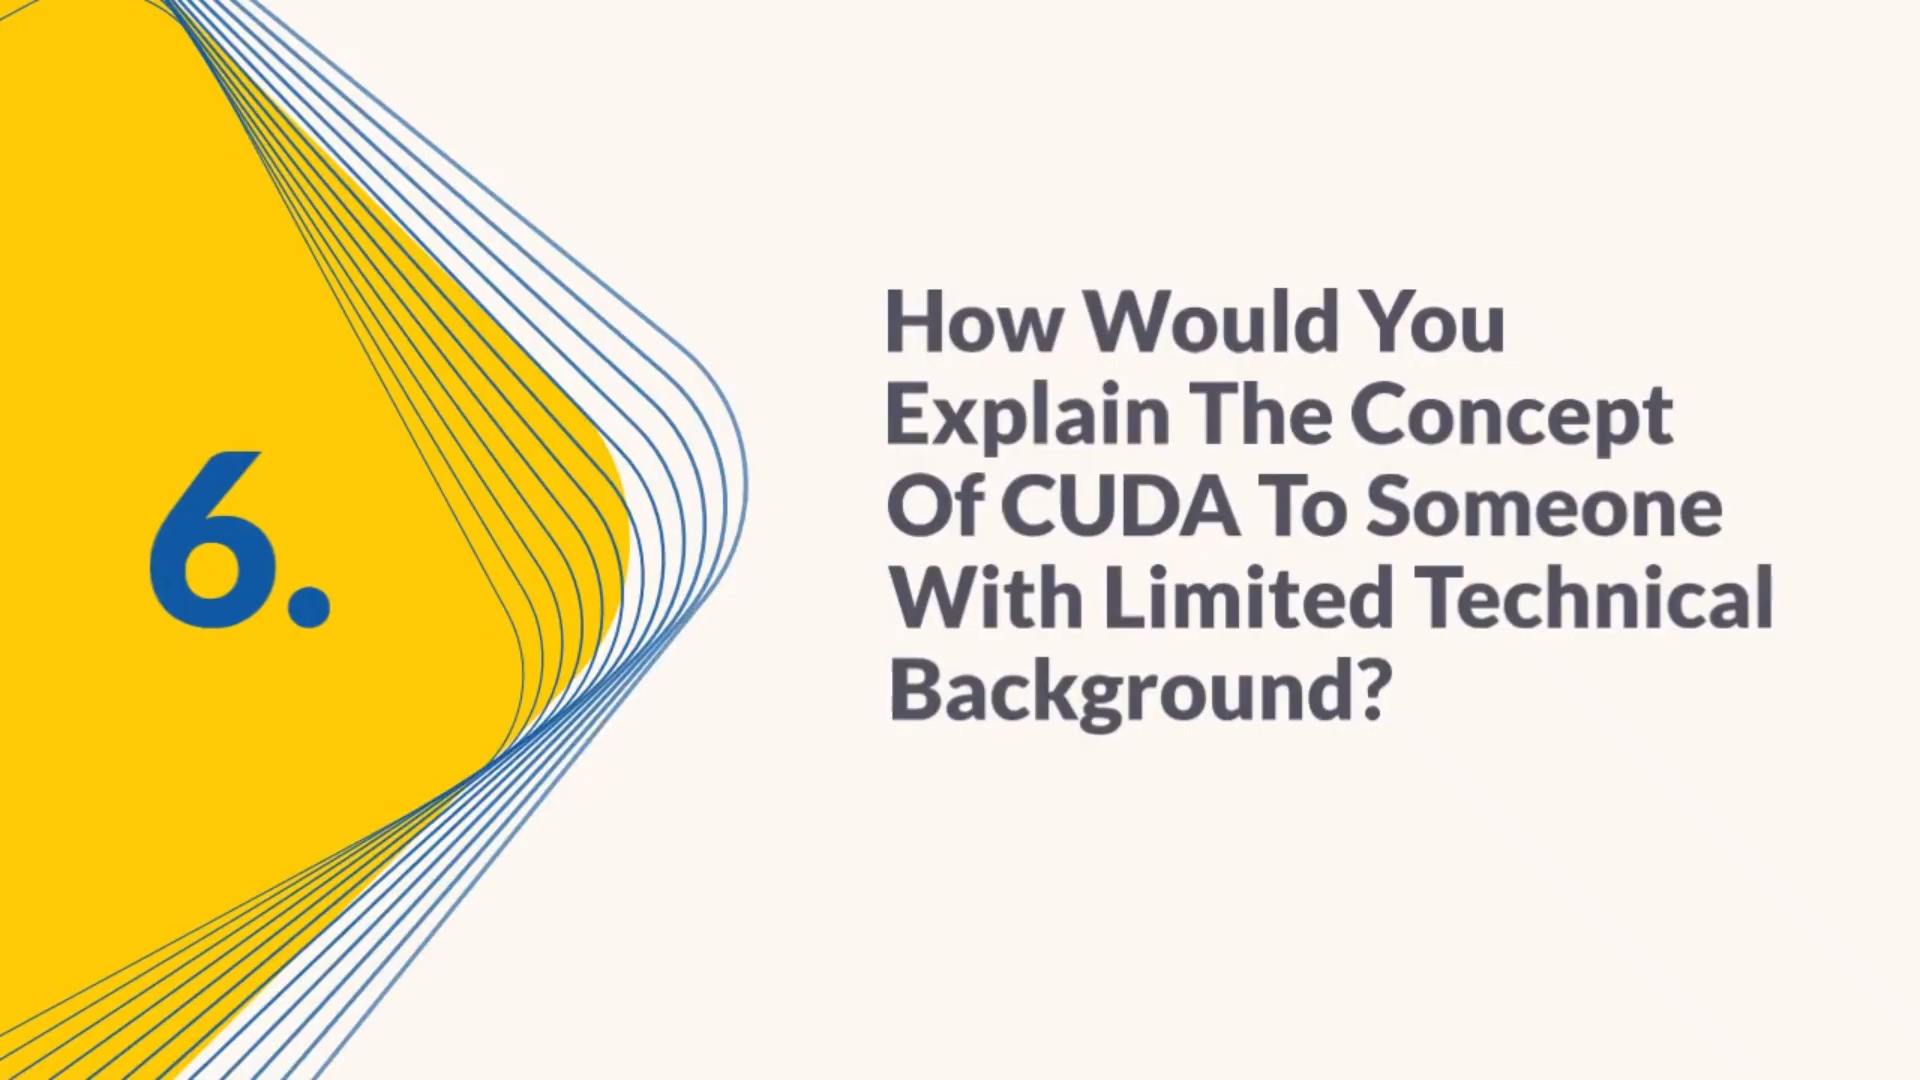 6.
How Would You
Explain The Concept
Of CUDA To Someone
With Limited Technical
Background?